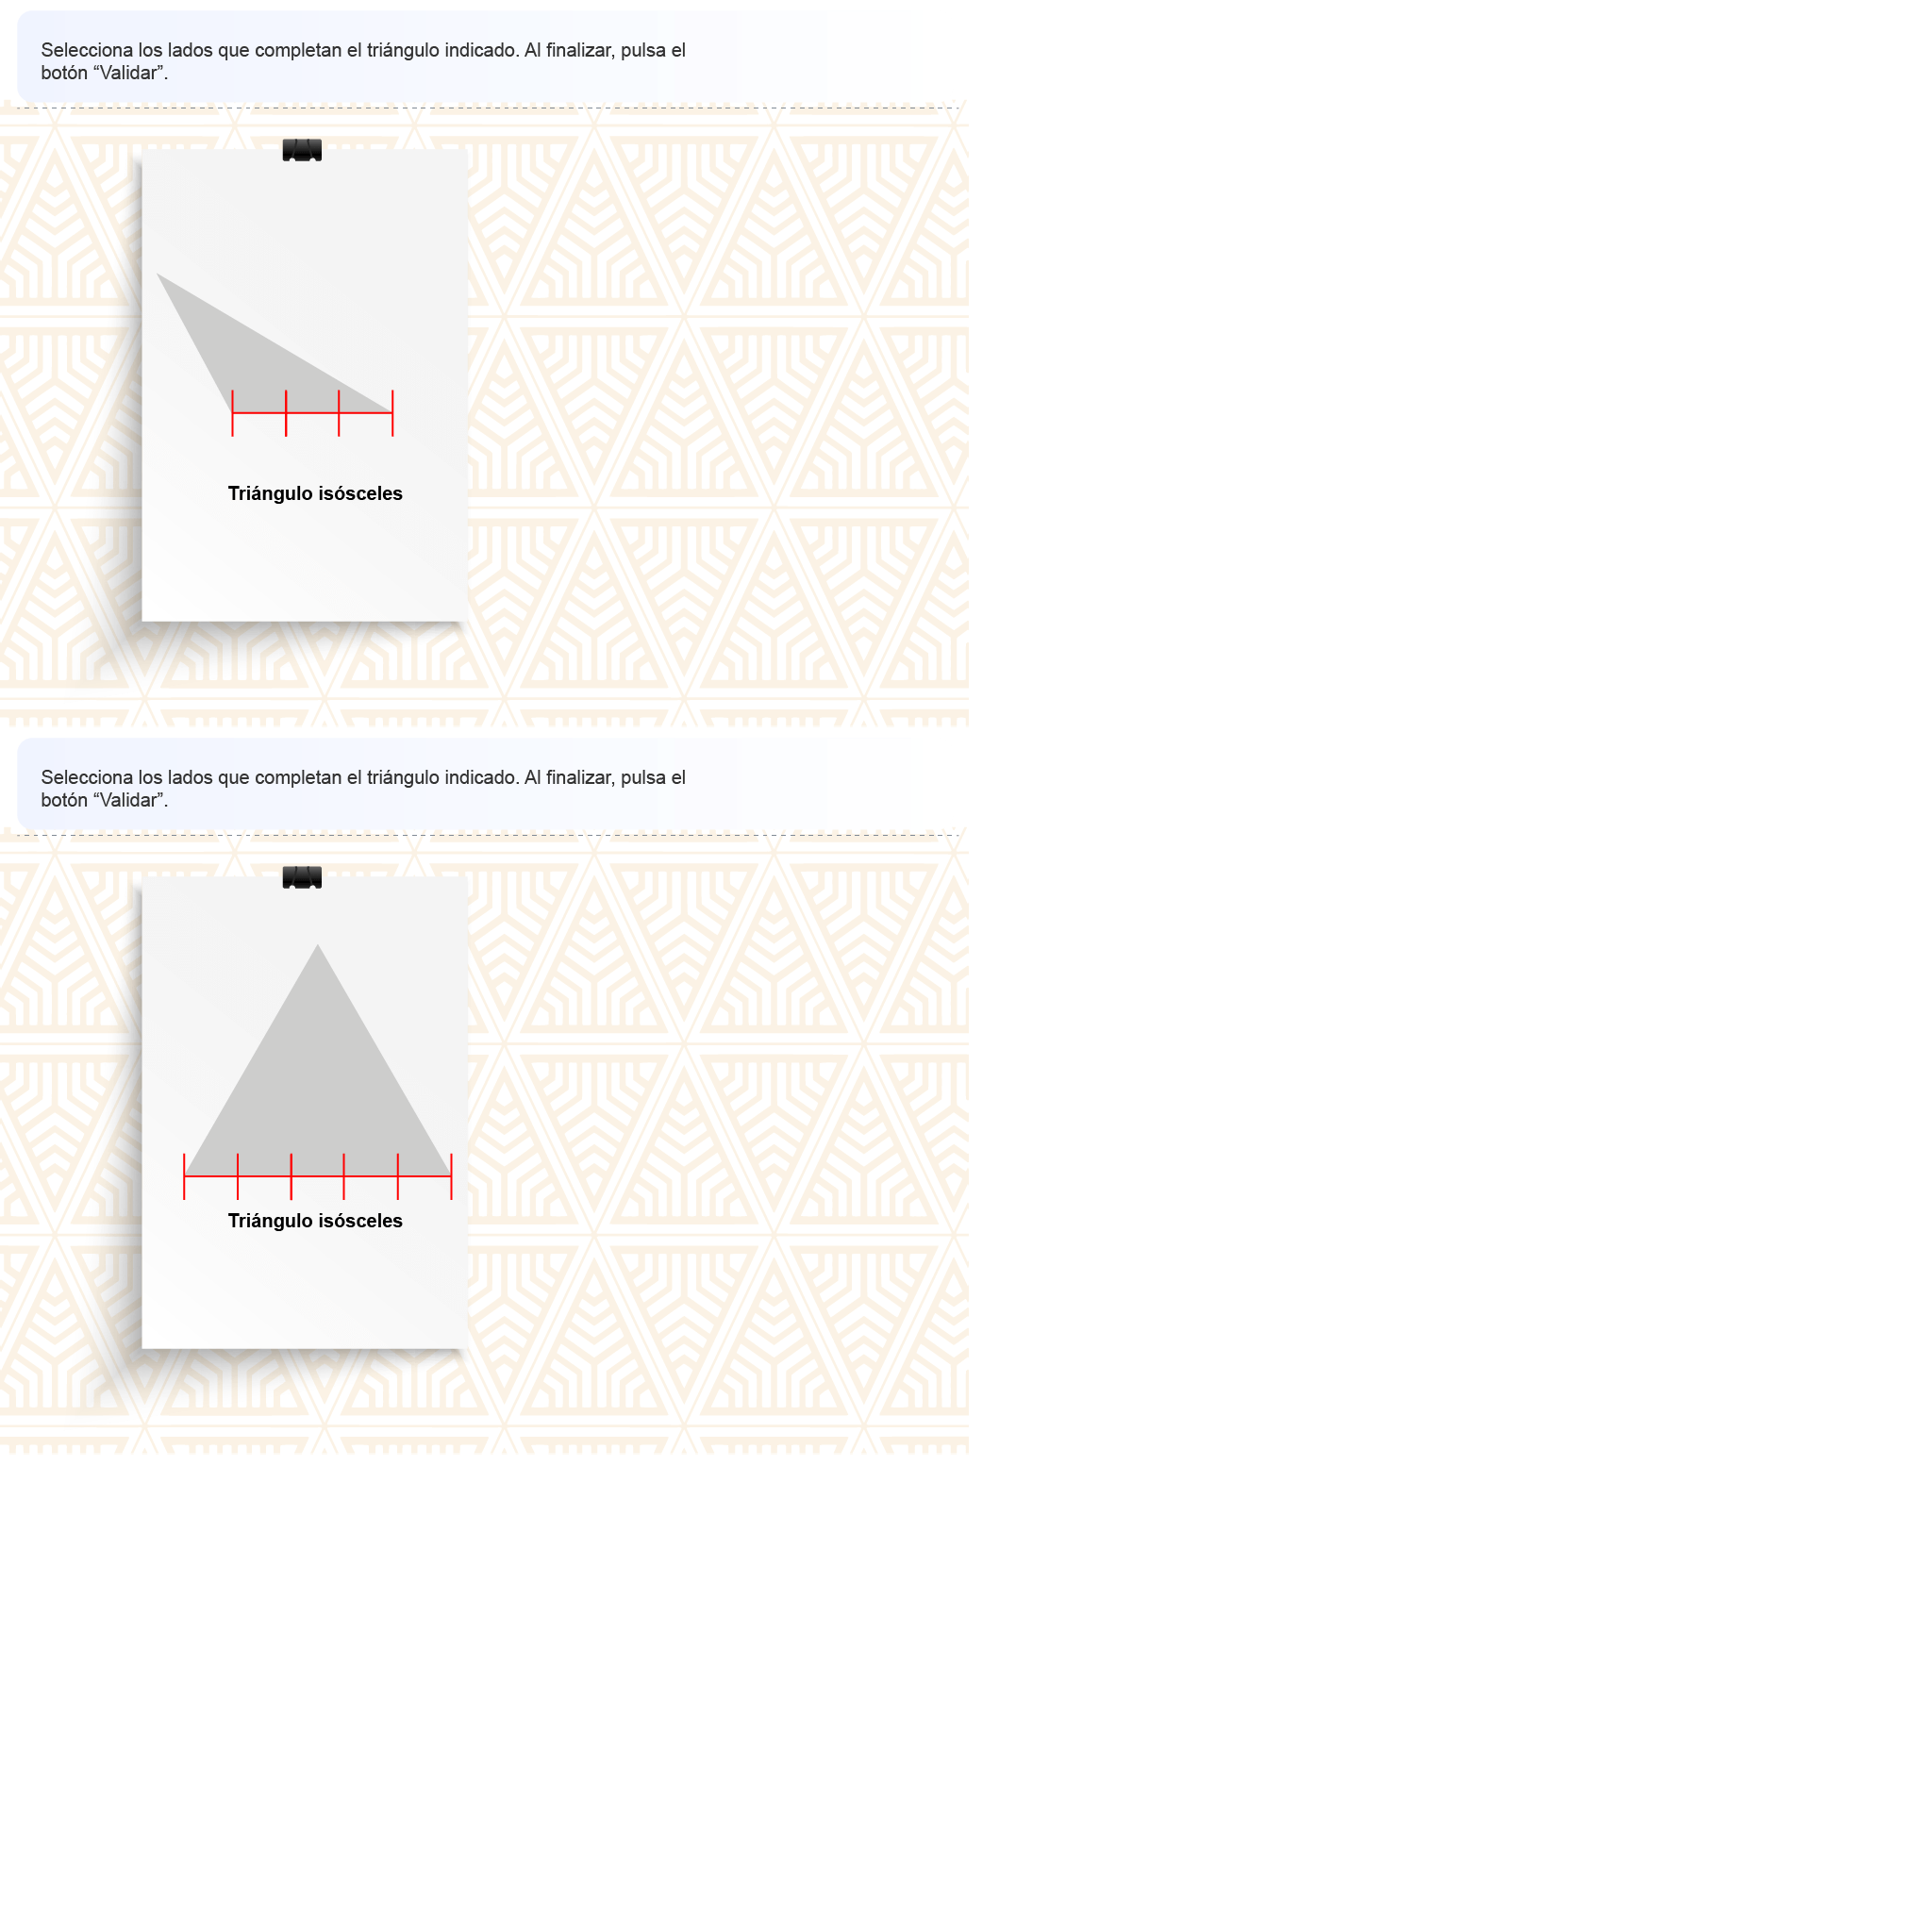 Selecciona los lados que completan el triángulo indicado. Al finalizar, pulsa el
botón “Validar”.
Triángulo isósceles
Selecciona los lados que completan el triángulo indicado. Al finalizar, pulsa el
botón “Validar”.
Triángulo isósceles